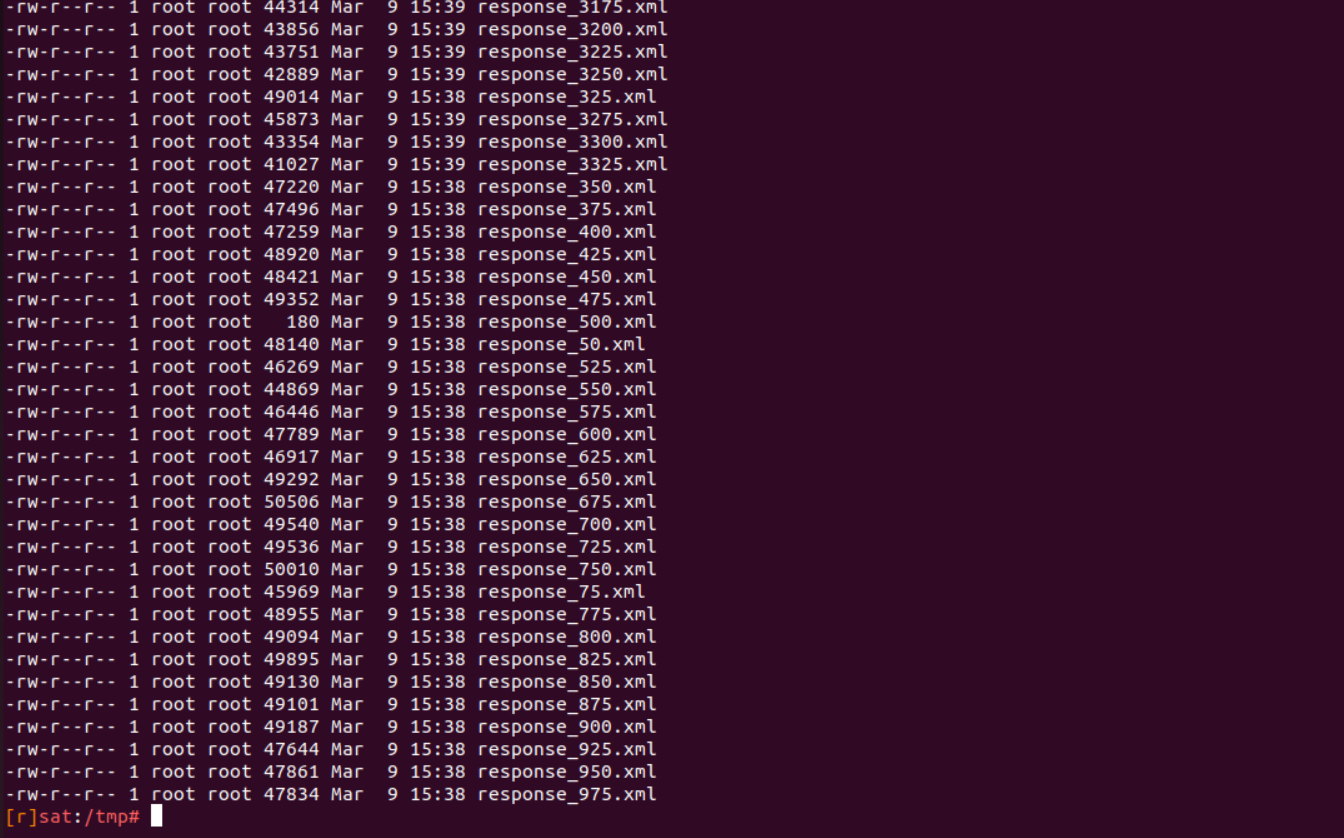 -rw-r--r-- 1 root root 44314 Mar  9 15:39 response_3175.xml
-rw-r--r-- 1 root root 43856 Mar  9 15:39 response_3200.xml
-rw-r--r-- 1 root root 43751 Mar  9 15:39 response_3225.xml
-rw-r--r-- 1 root root 42889 Mar  9 15:39 response_3250.xml
-rw-r--r-- 1 root root 49014 Mar  9 15:38 response_325.xml
-rw-r--r-- 1 root root 45873 Mar  9 15:39 response_3275.xml
-rw-r--r-- 1 root root 43354 Mar  9 15:39 response_3300.xml
-rw-r--r-- 1 root root 41027 Mar  9 15:39 response_3325.xml
-rw-r--r-- 1 root root 47220 Mar  9 15:38 response_350.xml
-rw-r--r-- 1 root root 47496 Mar  9 15:38 response_375.xml
-rw-r--r-- 1 root root 47259 Mar  9 15:38 response_400.xml
-rw-r--r-- 1 root root 48920 Mar  9 15:38 response_425.xml
-rw-r--r-- 1 root root 48421 Mar  9 15:38 response_450.xml
-rw-r--r-- 1 root root 49352 Mar  9 15:38 response_475.xml
-rw-r--r-- 1 root root   180 Mar  9 15:38 response_500.xml
-rw-r--r-- 1 root root 48140 Mar  9 15:38 response_50.xml
-rw-r--r-- 1 root root 46269 Mar  9 15:38 response_525.xml
-rw-r--r-- 1 root root 44869 Mar  9 15:38 response_550.xml
-rw-r--r-- 1 root root 46446 Mar  9 15:38 response_575.xml
-rw-r--r-- 1 root root 47789 Mar  9 15:38 response_600.xml
-rw-r--r-- 1 root root 46917 Mar  9 15:38 response_625.xml
-rw-r--r-- 1 root root 49292 Mar  9 15:38 response_650.xml
-rw-r--r-- 1 root root 50506 Mar  9 15:38 response_675.xml
-rw-r--r-- 1 root root 49540 Mar  9 15:38 response_700.xml
-rw-r--r-- 1 root root 49536 Mar  9 15:38 response_725.xml
-rw-r--r-- 1 root root 50010 Mar  9 15:38 response_750.xml
-rw-r--r-- 1 root root 45969 Mar  9 15:38 response_75.xml
-rw-r--r-- 1 root root 48955 Mar  9 15:38 response_775.xml
-rw-r--r-- 1 root root 49094 Mar  9 15:38 response_800.xml
-rw-r--r-- 1 root root 49895 Mar  9 15:38 response_825.xml
-rw-r--r-- 1 root root 49130 Mar  9 15:38 response_850.xml
-rw-r--r-- 1 root root 49101 Mar  9 15:38 response_875.xml
-rw-r--r-- 1 root root 49187 Mar  9 15:38 response_900.xml
-rw-r--r-- 1 root root 47644 Mar  9 15:38 response_925.xml
-rw-r--r-- 1 root root 47861 Mar  9 15:38 response_950.xml
-rw-r--r-- 1 root root 47834 Mar  9 15:38 response_975.xml
[r]sat:/tmp#